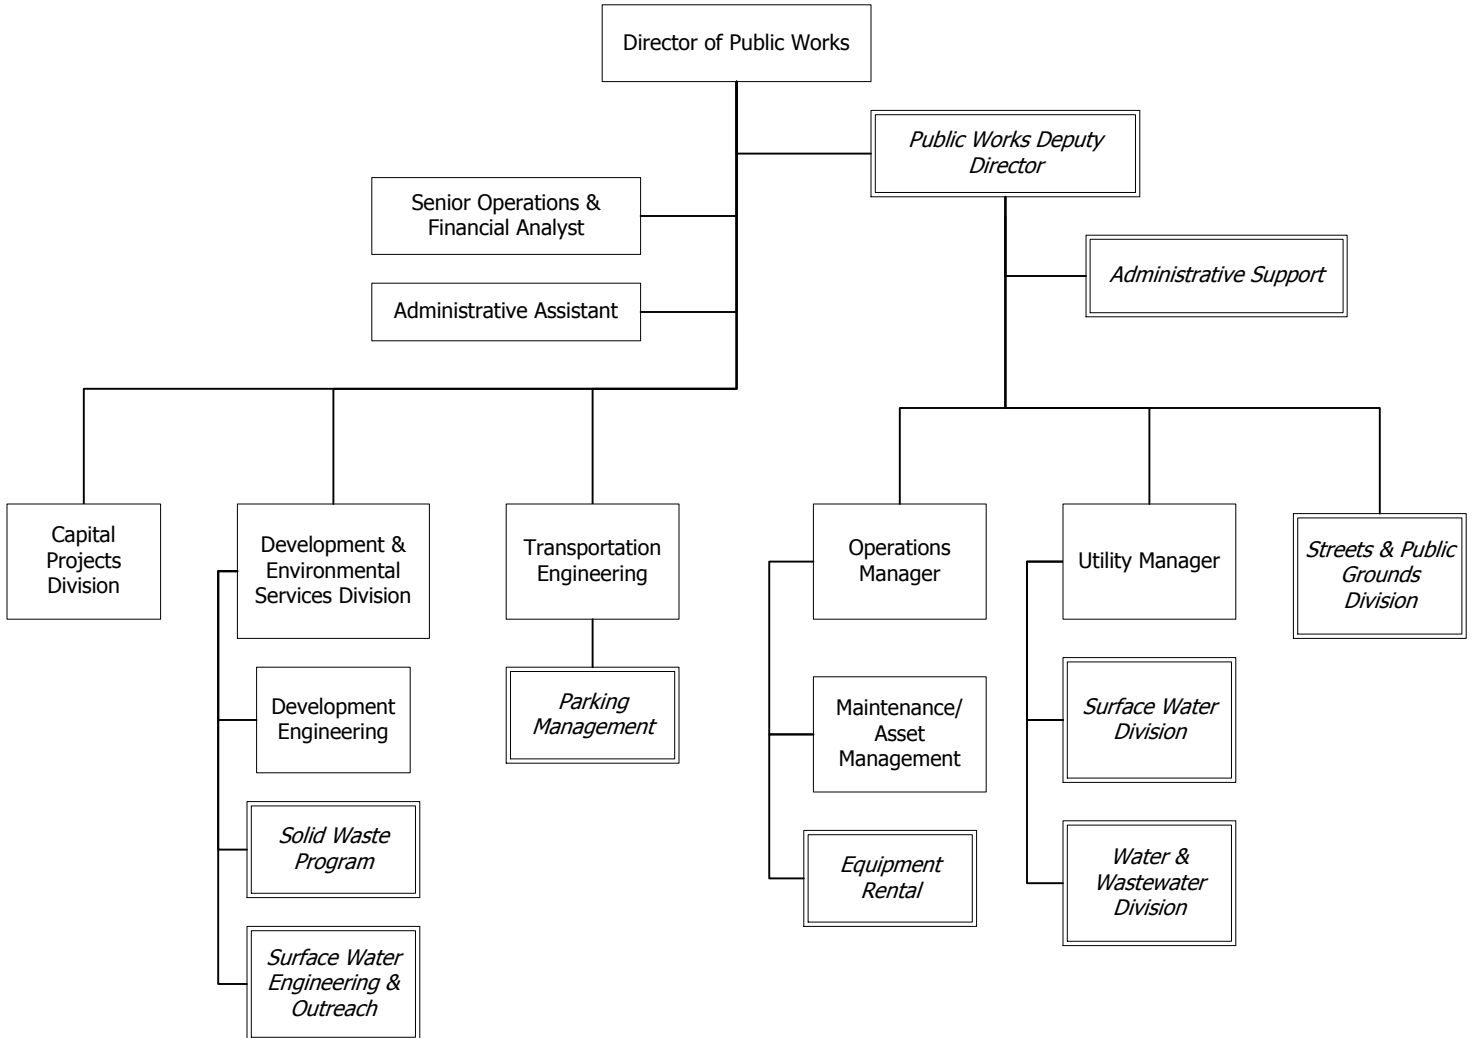 Director of Public Works
Public Works Deputy
Director
Senior Operations &
Financial Analyst
Administrative Support
Administrative Assistant
Capital
Projects
Division
Development &
Environmental
Services Division
Transportation
Engineering
Operations
Manager
Utility Manager
Streets & Public
Grounds
Division
Development
Engineering
Parking
Management
Maintenance/
Asset
Management
Surface Water
Division
Solid Waste
Program
Equipment
Rental
Water &
Wastewater
Division
Surface Water
Engineering &
Outreach